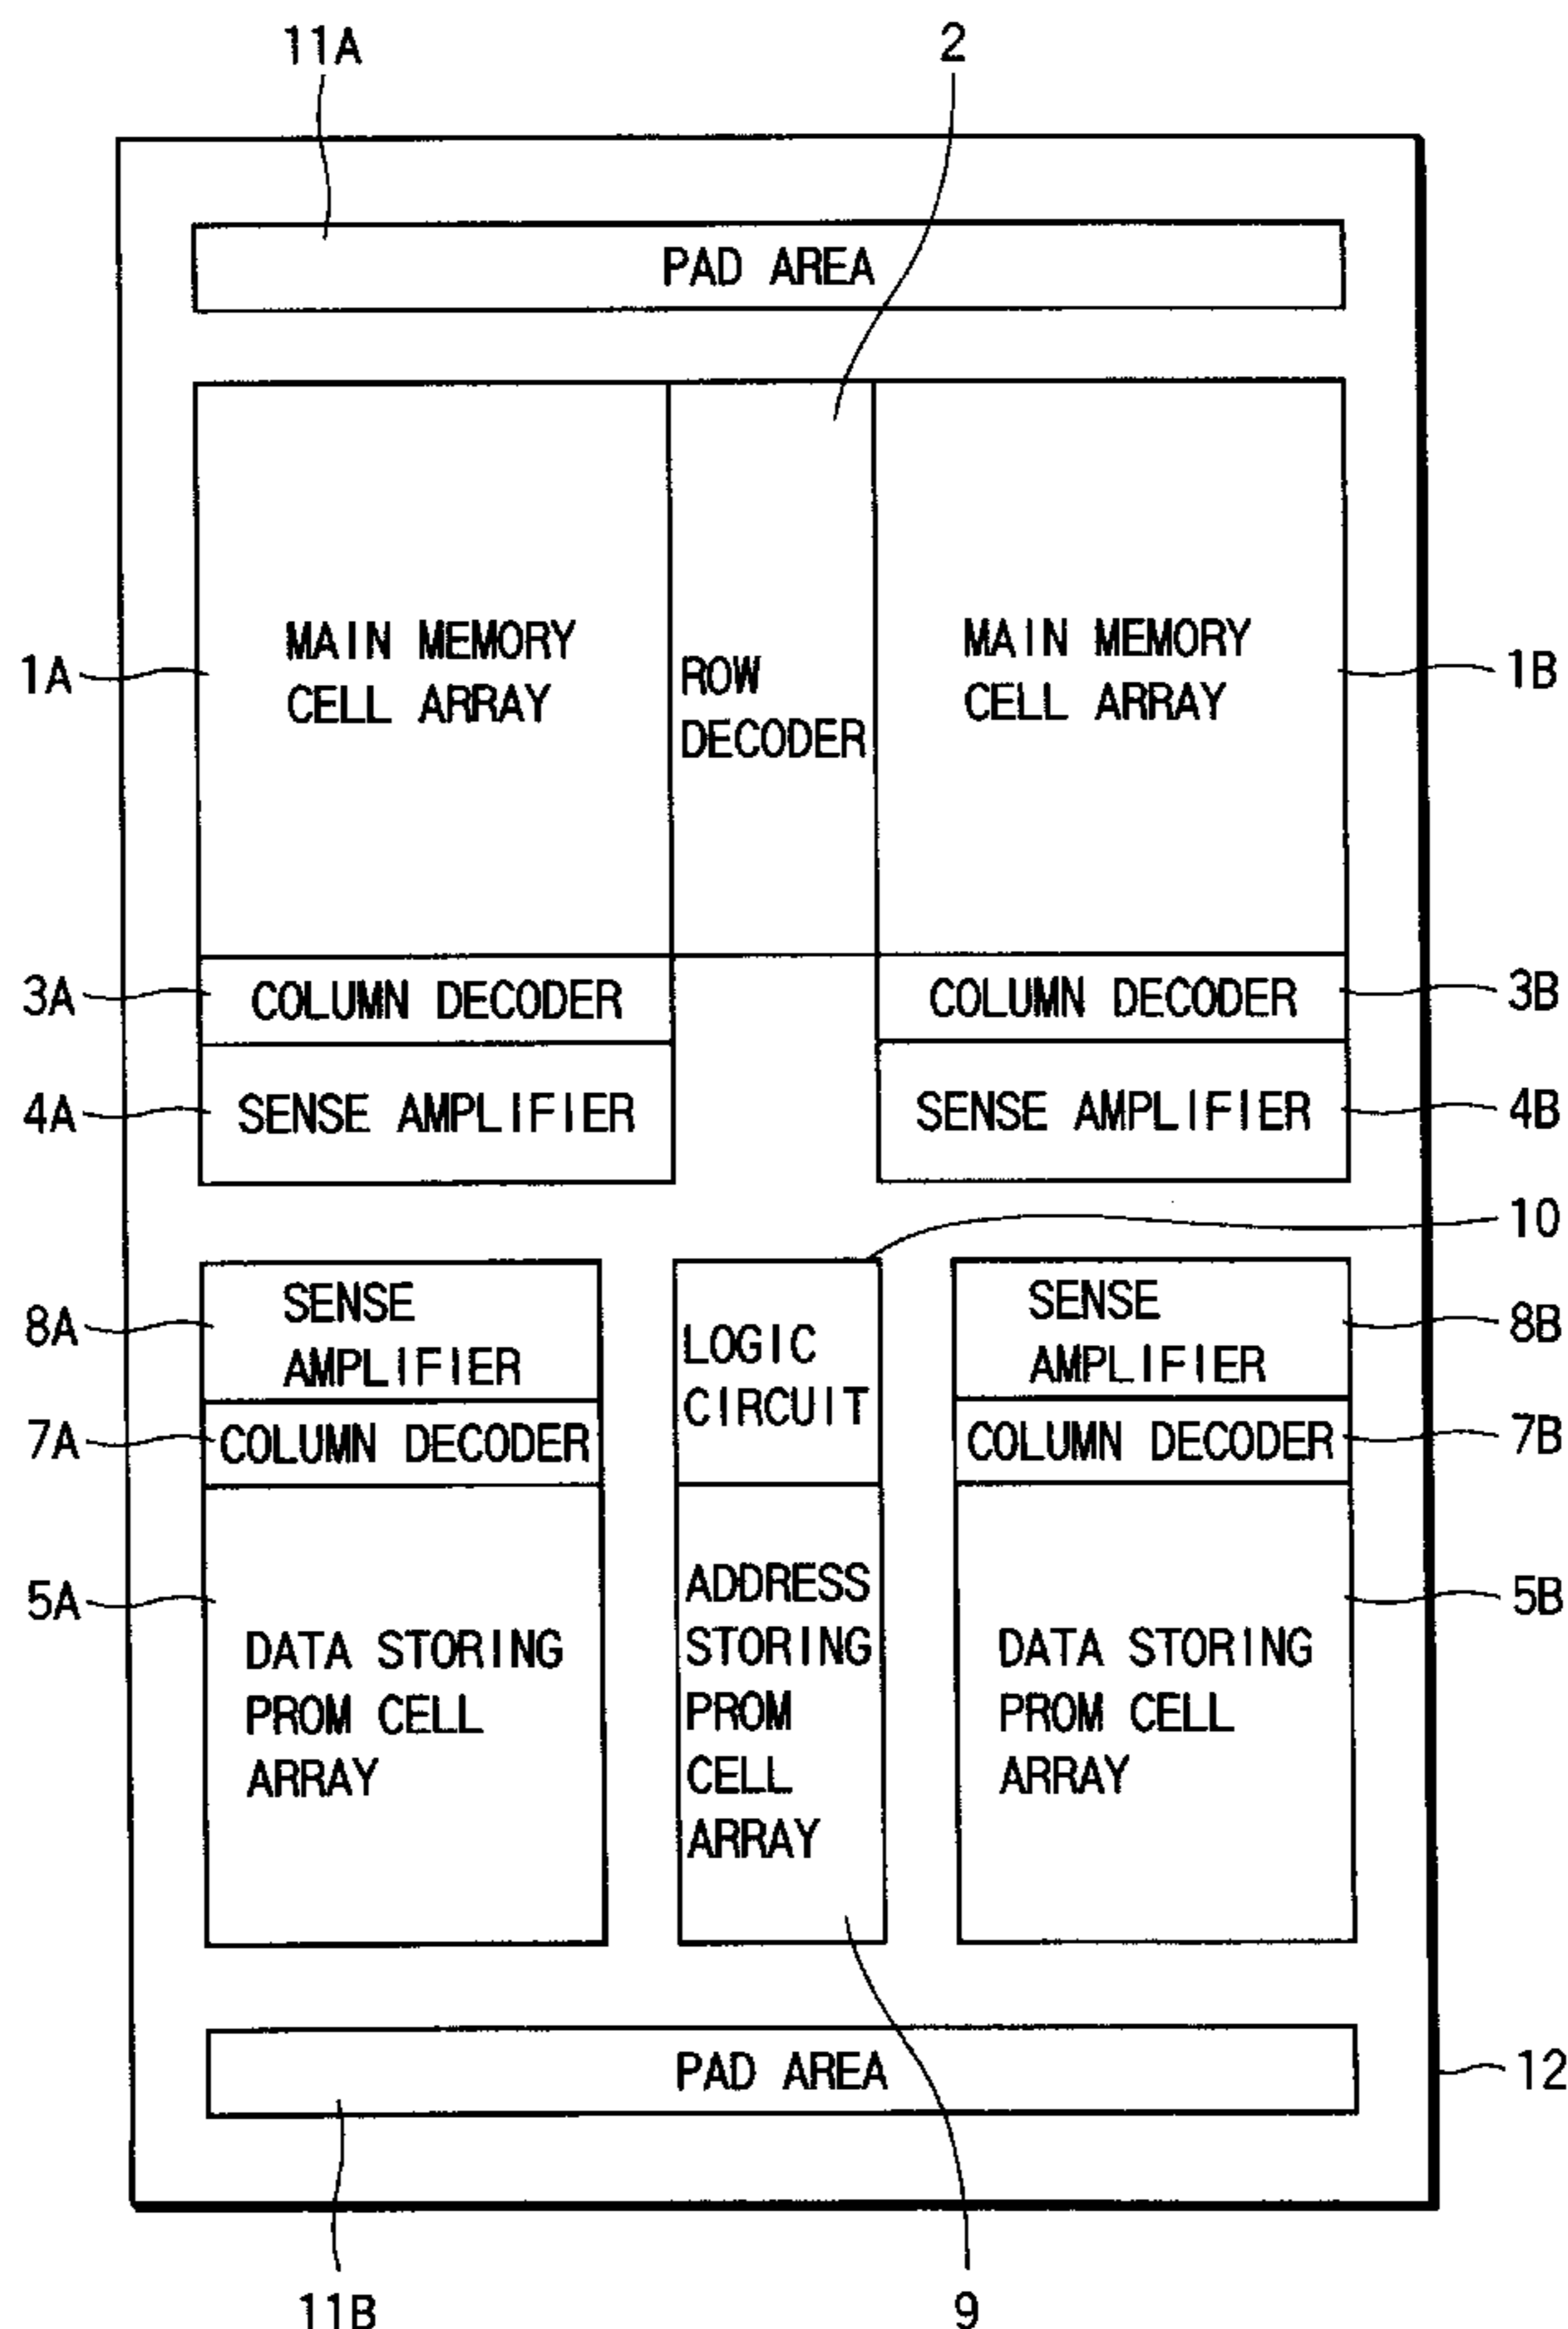 11A
2
PAD AREA
1A
MAIN MEMORY
CELL ARRAY
ROW
DECODER
MAIN MEMORY
CELL ARRAY
1B
3A
COLUMN DECODER
COLUMN DECODER
3B
4A
SENSE AMPLIFIER
SENSE AMPLIFIER
4B
10
8A
SENSE
AMPLIFIER
LOGIC
CIRCUIT
SENSE
AMPLIFIER
8B
7A
COLUMN DECODER
COLUMN DECODER
7B
5A
DATA STORING
PROM CELL
ARRAY
ADDRESS
STORING
PROM
CELL
ARRAY
DATA STORING
PROM CELL
ARRAY
5B
PAD AREA
12
11B
9